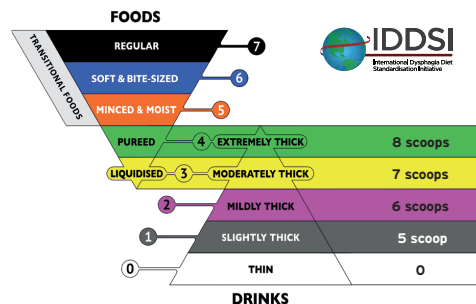 FOODS
TRANSITIONAL FOODS
REGULAR 7
SOFT & BITE-SIZED 6
MINCED & MOIST 5
IDDSI
International Dysphagia Diet
Standardisation Initiative
PUREED 4 EXTREMELY THICK 8 scoops
LIQUIDISED 3 MODERATELY THICK 7 scoops
2 MILDLY THICK 6 scoops
1 SLIGHTLY THICK 5 scoop
0 THIN 0
DRINKS